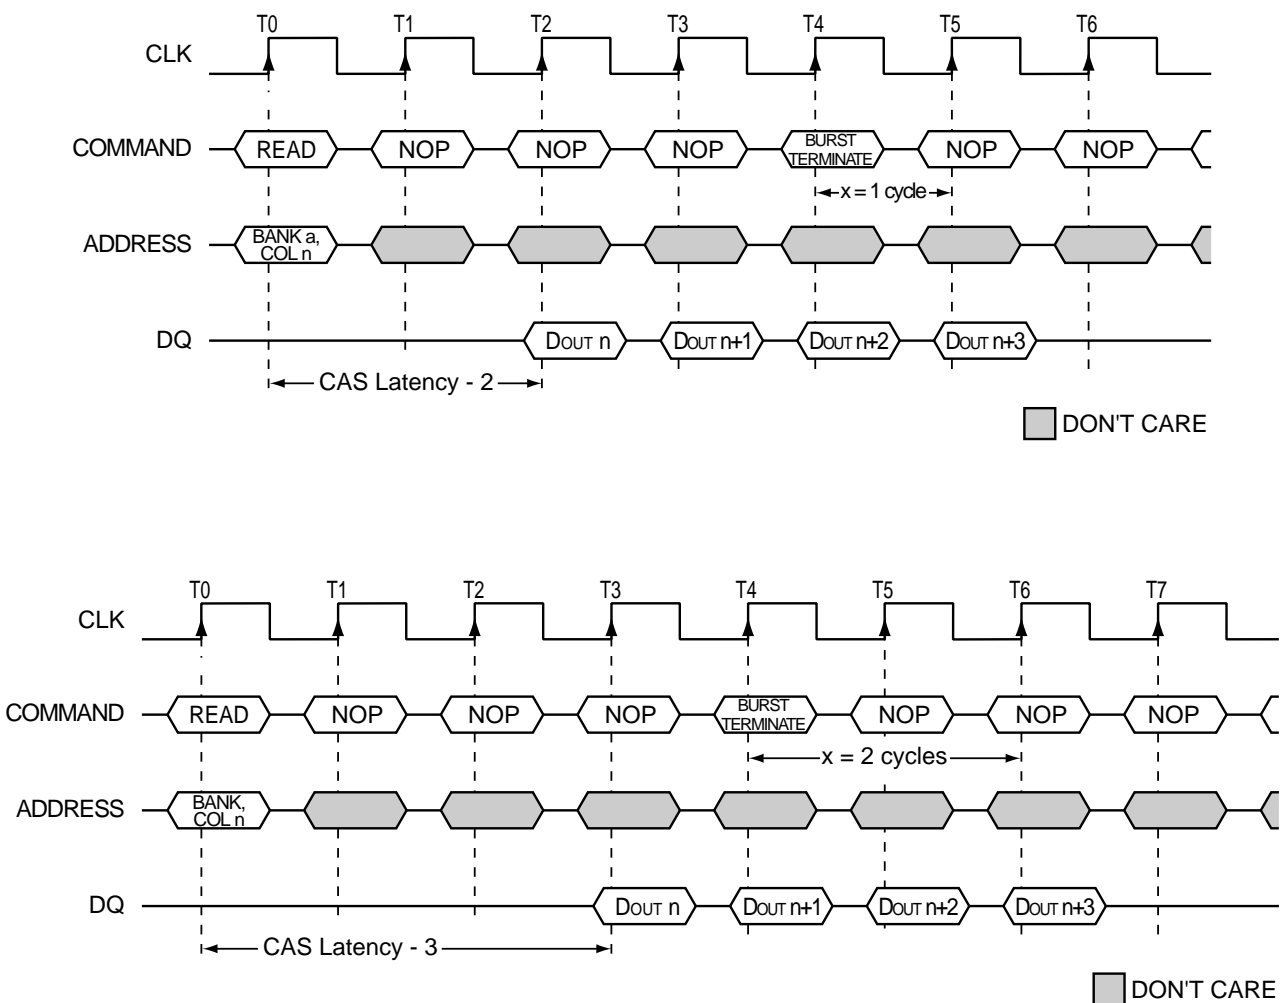 T0 T1 T2 T3 T4 T5 T6
CLK
COMMAND READ NOP NOP NOP BURST TERMINATE NOP NOP
x = 1 cycle
ADDRESS BANK a, COL n
DQ DOUT n DOUT n+1 DOUT n+2 DOUT n+3
CAS Latency - 2
DON'T CARE
T0 T1 T2 T3 T4 T5 T6 T7
CLK
COMMAND READ NOP NOP NOP BURST TERMINATE NOP NOP NOP
x = 2 cycles
ADDRESS BANK, COL n
DQ DOUT n DOUT n+1 DOUT n+2 DOUT n+3
CAS Latency - 3
DON'T CARE